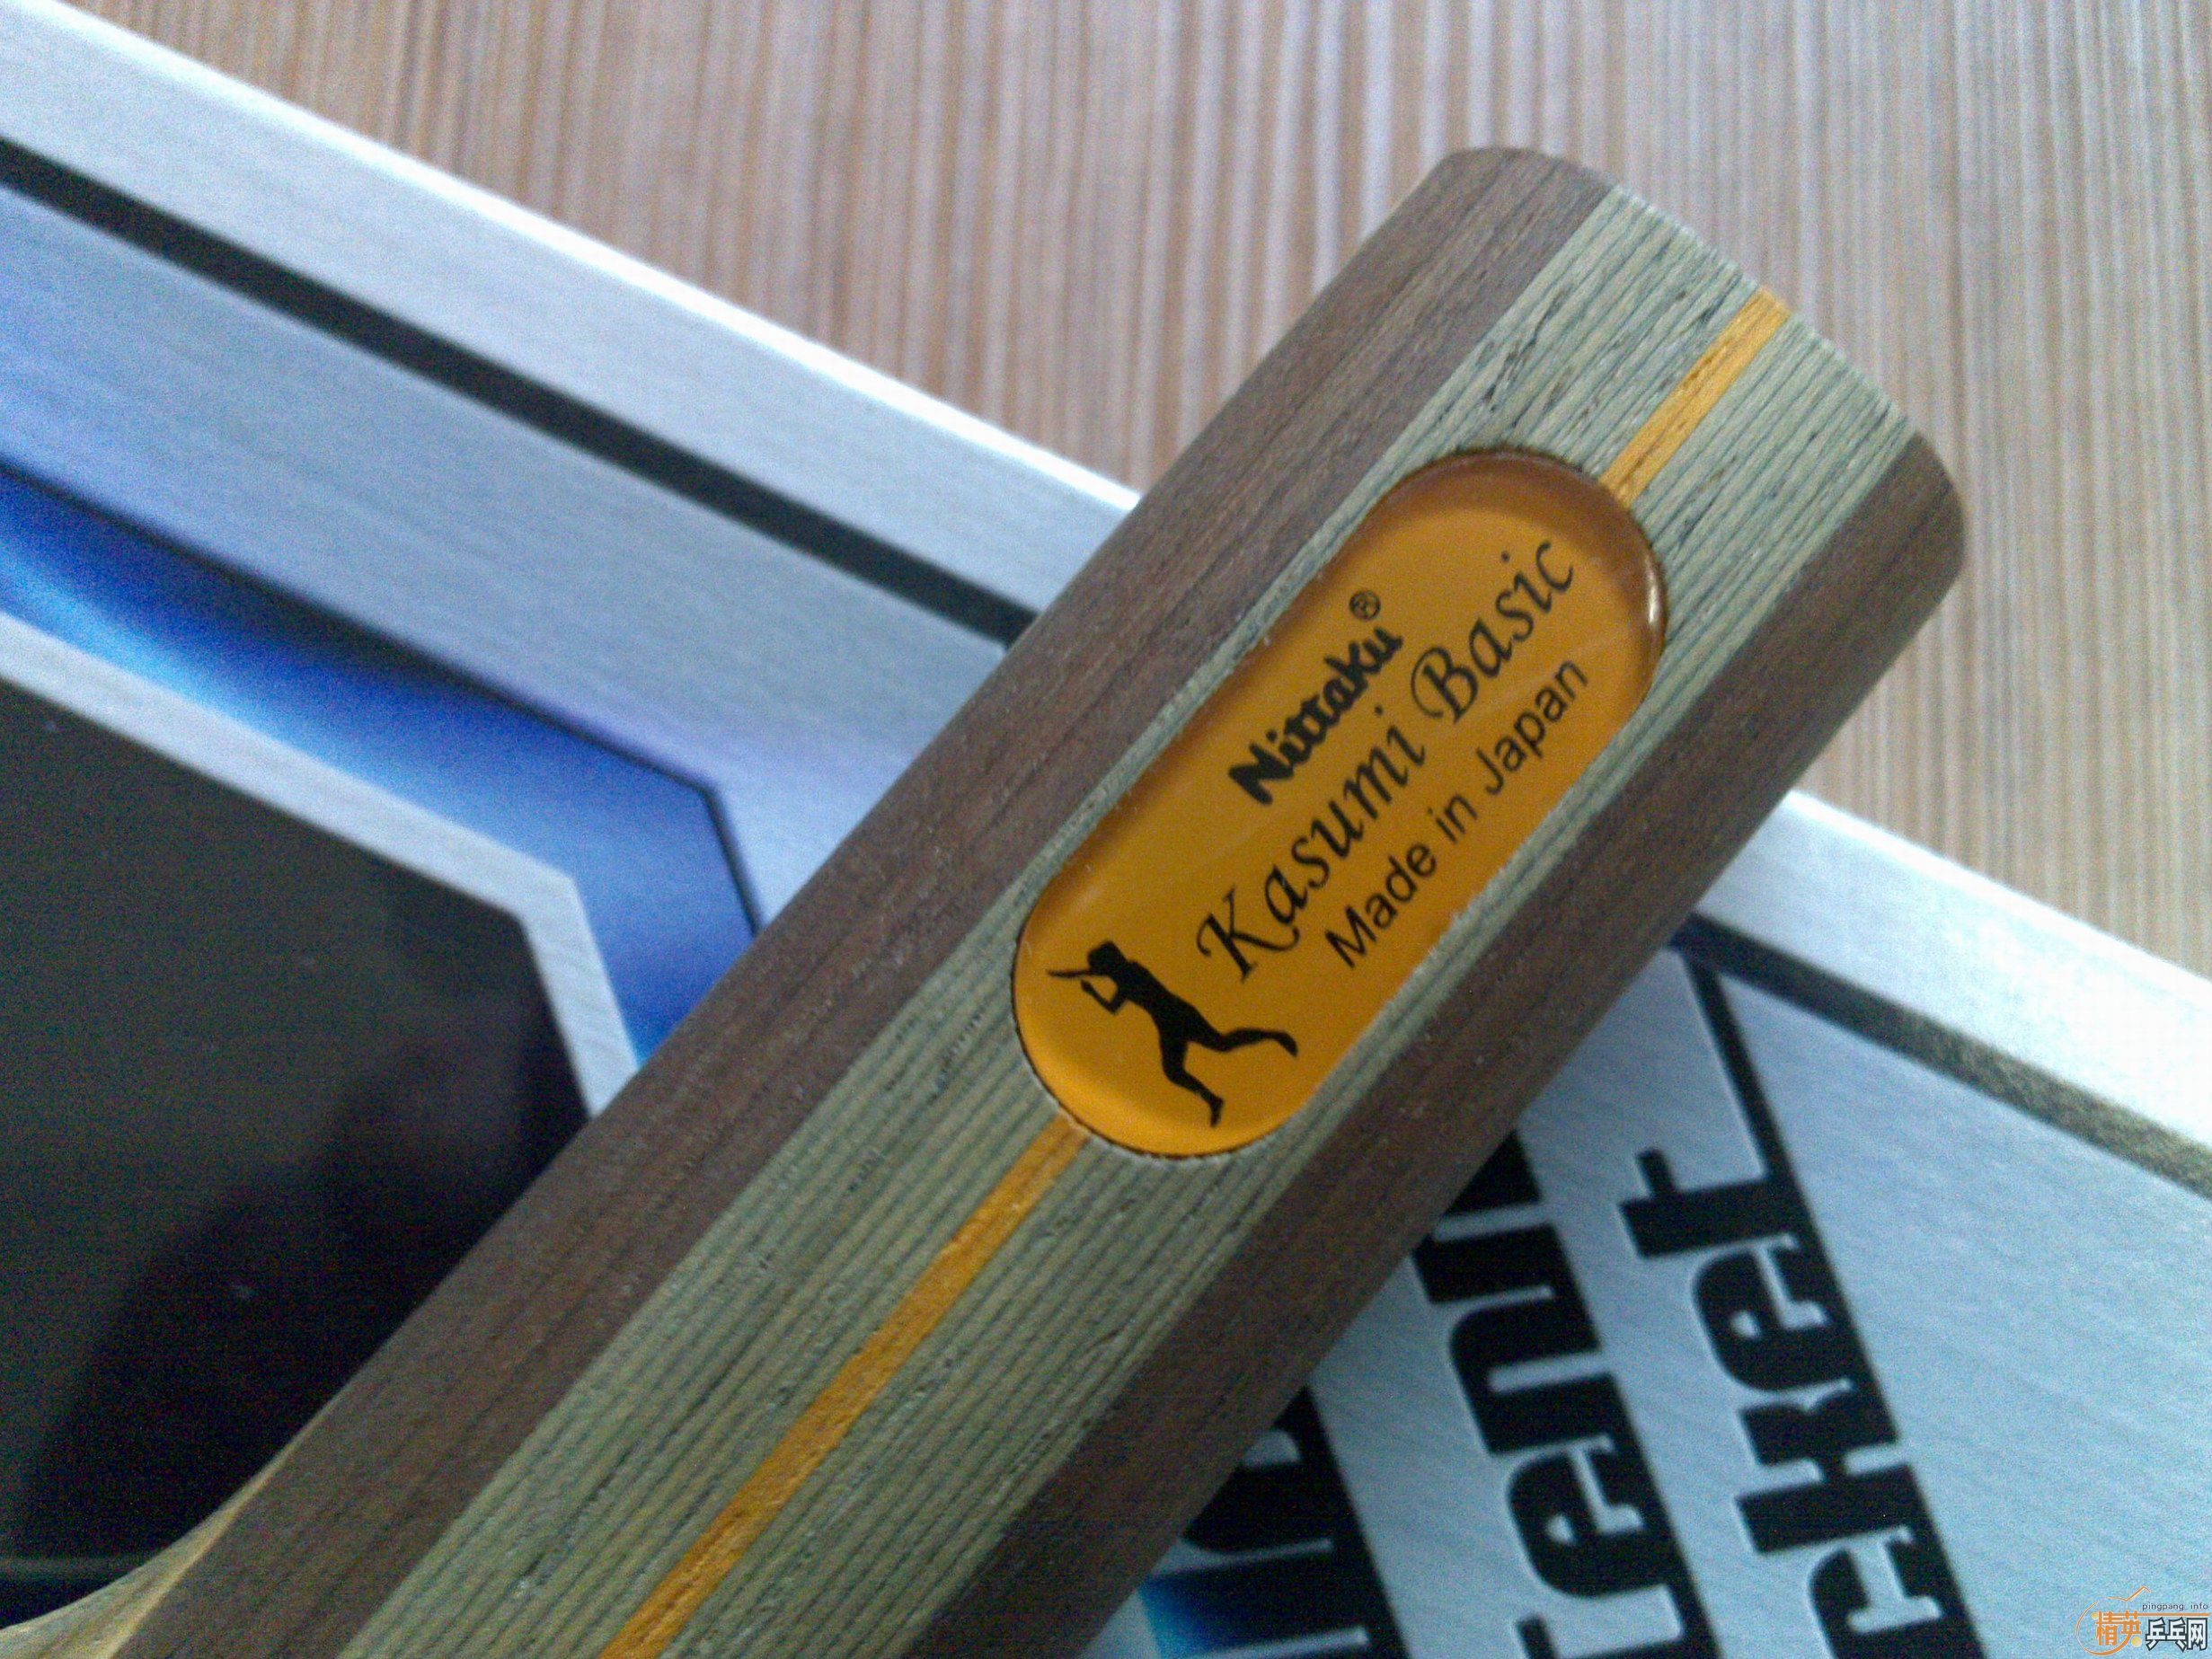 Nittaku®
Kasumi Basic
Made in Japan
pingpang.info
精英乒乓网